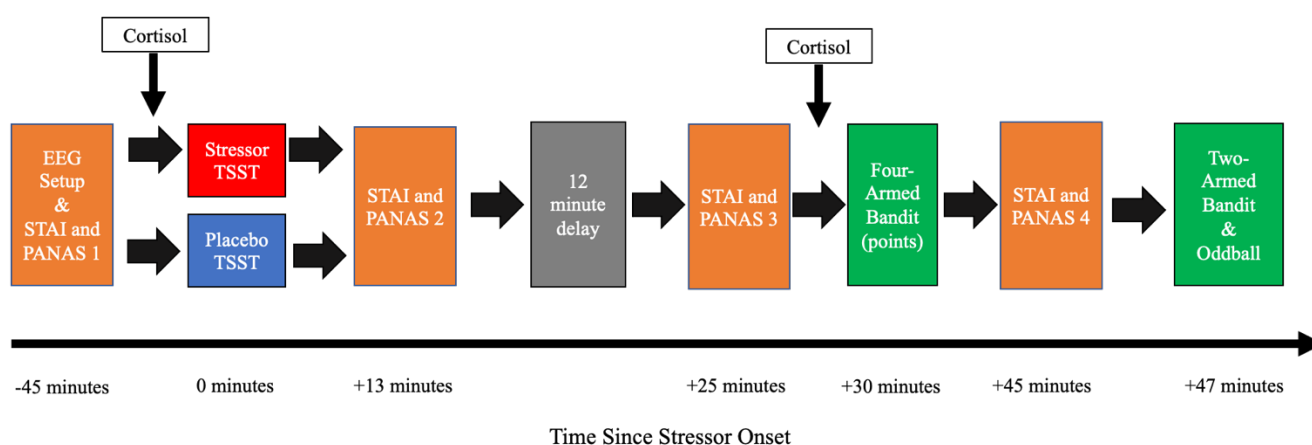 Cortisol
Cortisol
EEG
Setup
&
STAI and
PANAS 1
Stressor
TSST
Placebo
TSST
STAI and
PANAS 2
12
minute
delay
STAI and
PANAS 3
Four-
Armed
Bandit
(points)
STAI and
PANAS 4
Two-
Armed
Bandit
&
Oddball
-45 minutes
0 minutes
+13 minutes
+25 minutes
+30 minutes
+45 minutes
+47 minutes
Time Since Stressor Onset